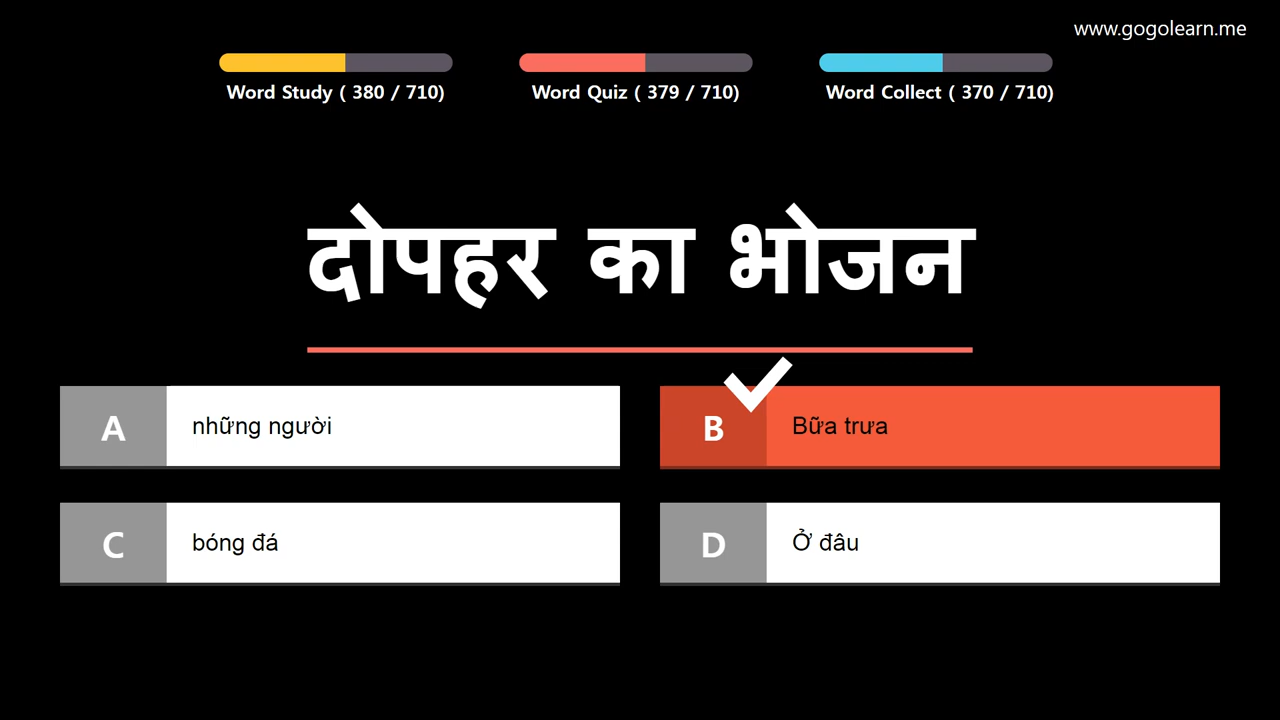 www.gogolearn.me
Word Study ( 380 / 710)
Word Quiz ( 379 / 710)
Word Collect ( 370 / 710)
दोपहर का भोजन
A
những người
B
Bữa trưa
C
bóng đá
D
Ở đâu